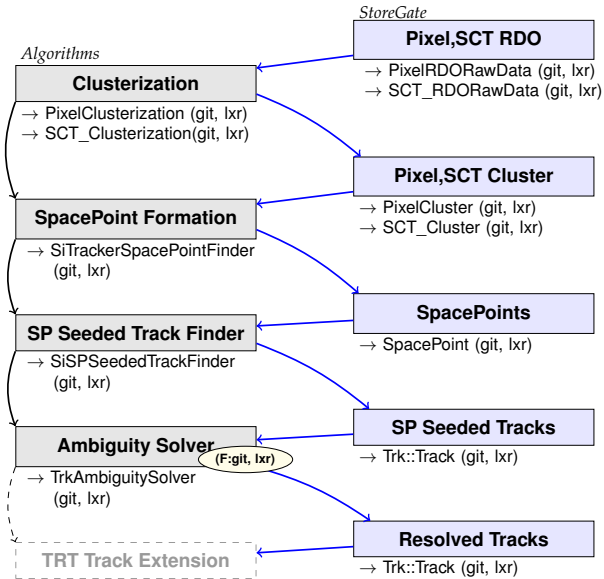 StoreGate
Pixel,SCT RDO
→ PixelRDORawData (git, lxr)
→ SCT_RDORawData (git, lxr)
Algorithms
Clusterization
→ PixelClusterization (git, lxr)
→ SCT_Clusterization(git, lxr)
Pixel,SCT Cluster
→ PixelCluster (git, lxr)
→ SCT_Cluster (git, lxr)
SpacePoint Formation
→ SiTrackerSpacePointFinder
(git, lxr)
SpacePoints
→ SpacePoint (git, lxr)
SP Seeded Track Finder
→ SiSPSeededTrackFinder
(git, lxr)
SP Seeded Tracks
→ Trk::Track (git, lxr)
Ambiguity Solver
(F:git, lxr)
→ TrkAmbiguitySolver
(git, lxr)
Resolved Tracks
→ Trk::Track (git, lxr)
TRT Track Extension